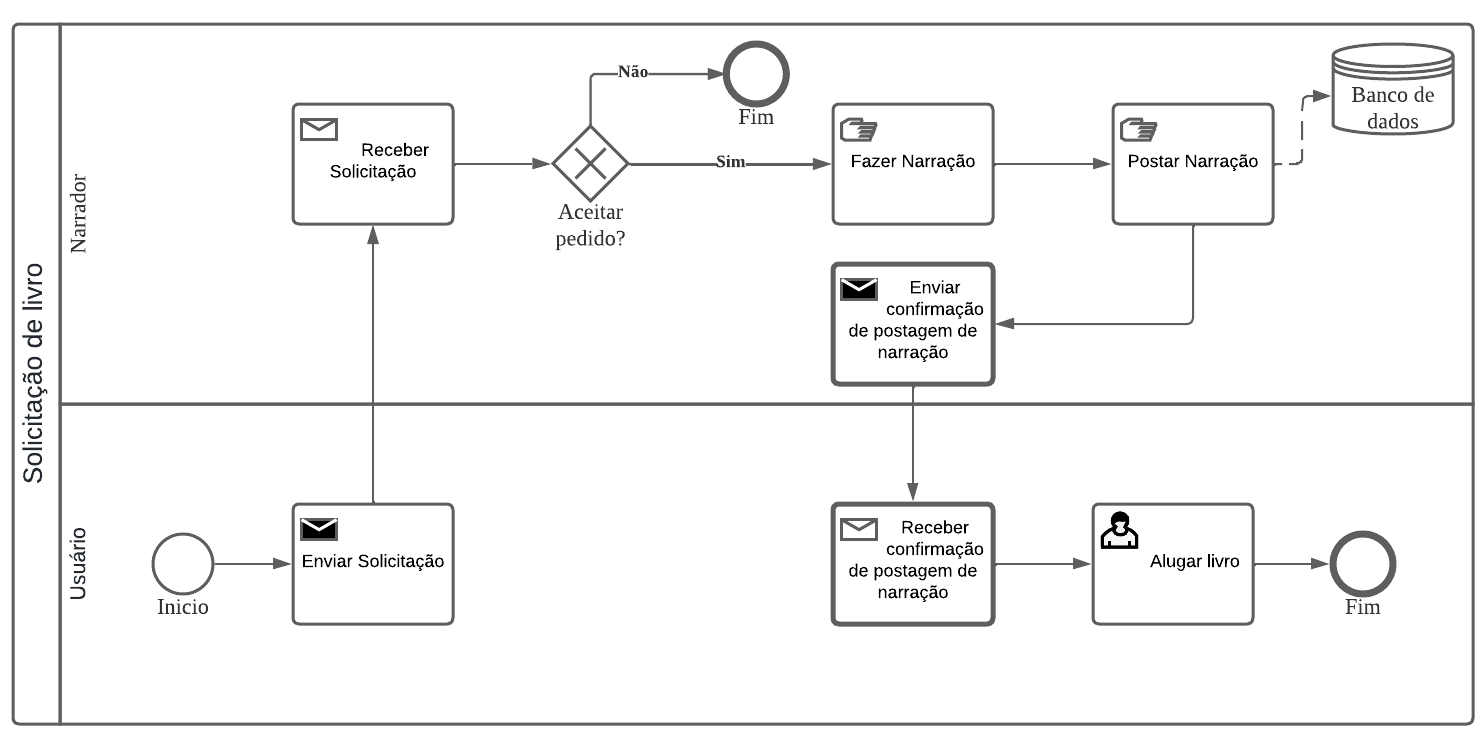 Solicitação de livro
Narrador
Receber
Solicitação
Aceitar
pedido?
Não
Fim
Sim
Fazer Narração
Postar Narração
Banco de
dados
Enviar
confirmação
de postagem de
narração
Usuário
Inicio
Enviar Solicitação
Receber
confirmação
de postagem de
narração
Alugar livro
Fim